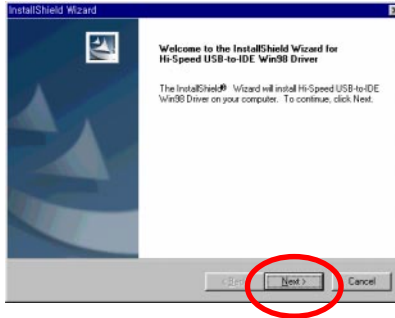 InstallShield Wizard
Welcome to the InstallShield Wizard for
Hi-Speed USB-to-IDE Win98 Driver
The InstallShield® Wizard will install Hi-Speed USB-to-IDE
Win98 Driver on your computer. To continue, click Next.
Next > Cancel